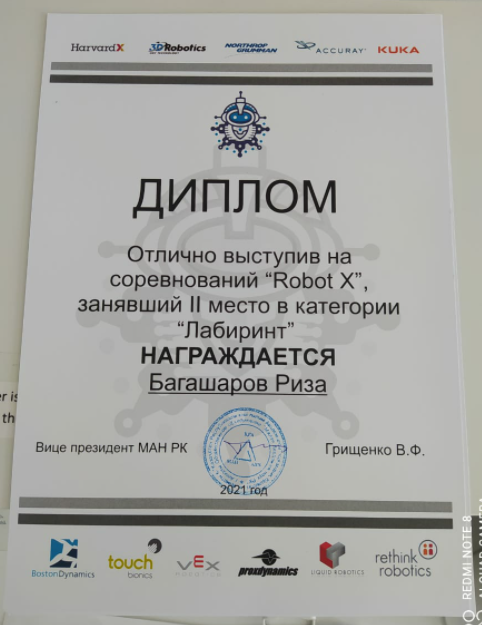 HarvardX 3DRobotics NORTHROP GRUMMAN ACCURAY KUKA
ДИПЛОМ
Отлично выступив на
соревнований “Robot X”,
занявший II место в категории
“Лабиринт”
НАГРАЖДАЕТСЯ
Багашаров Риза
Вице президент МАН РК Грищенко В.Ф.
2021 год
BostonDynamics touch bionics VEX ROBOTICS proxdynamics LIQUID ROBOTICS rethink robotics
REDMI NOTE 8